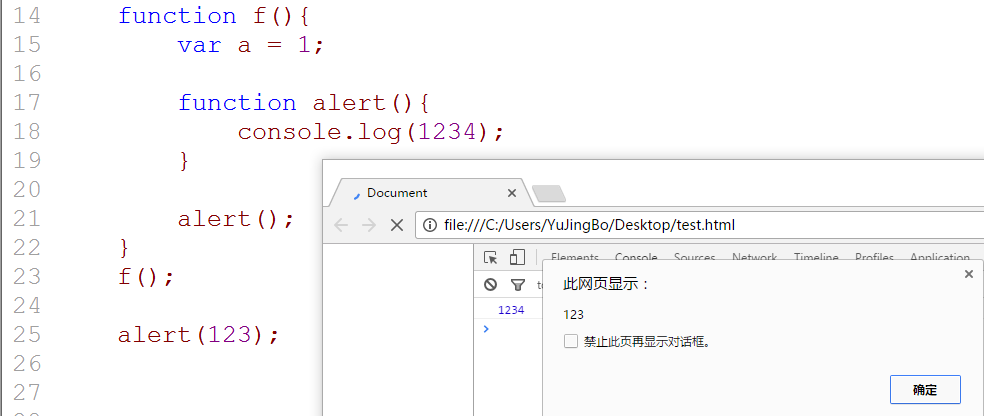 14 function f(){
15 var a = 1;
16
17 function alert(){
18 console.log(1234);
19 }
20
21 alert();
22 }
23 f();
24
25 alert(123);
26
27
Document
file:///C:/Users/YuJingBo/Desktop/test.html
Elements Console Sources Network Timeline Profiles Application
1234
此网页显示：
123
禁止此页再显示对话框。
确定